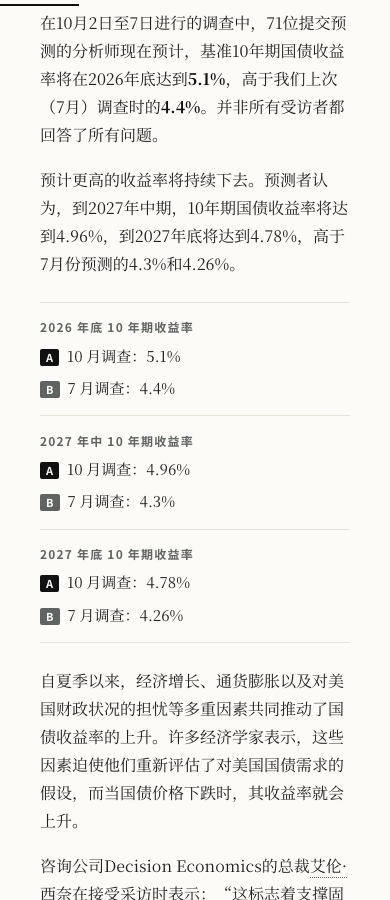 在10月2日至7日进行的调查中，71位提交预
测的分析师现在预计，基准10年期国债收益
率将在2026年底达到5.1%，高于我们上次
（7月）调查时的4.4%。并非所有受访者都
回答了所有问题。
预计更高的收益率将持续下去。预测者认
为，到2027年中期，10年期国债收益率将达
到4.96%，到2027年底将达到4.78%，高于
7月份预测的4.3%和4.26%。
2026 年底 10 年期收益率
A 10 月调查：5.1%
B 7 月调查：4.4%
2027 年中 10 年期收益率
A 10 月调查：4.96%
B 7 月调查：4.3%
2027 年底 10 年期收益率
A 10 月调查：4.78%
B 7 月调查：4.26%
自夏季以来，经济增长、通货膨胀以及对美
国财政状况的担忧等多重因素共同推动了国
债收益率的上升。许多经济学家表示，这些
因素迫使他们重新评估了对美国国债需求的
假设，而当国债价格下跌时，其收益率就会
上升。
咨询公司Decision Economics的总裁艾伦·
西奈在接受采访时表示：“这标志着支撑固